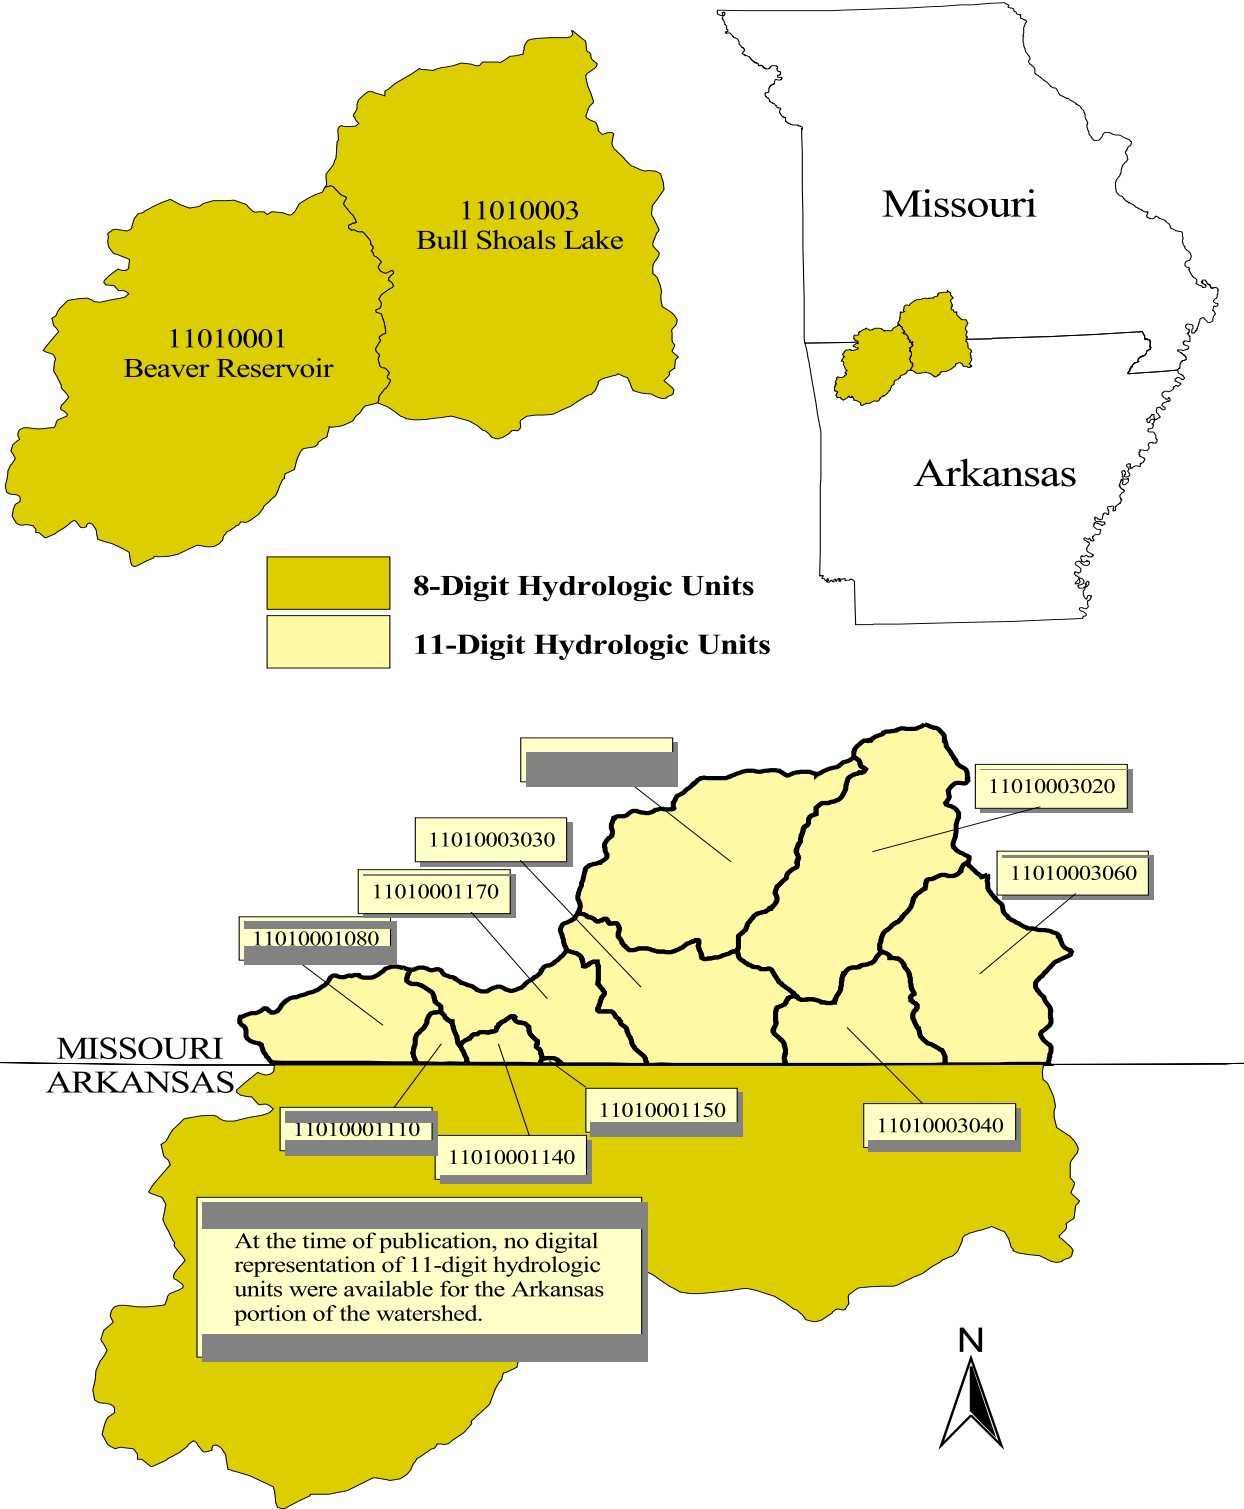 11010003
Bull Shoals Lake
11010001
Beaver Reservoir
Missouri
Arkansas
8-Digit Hydrologic Units
11-Digit Hydrologic Units
11010003020
11010003030
11010003060
11010001170
11010001080
MISSOURI
ARKANSAS
11010001150
11010001110
11010003040
11010001140
At the time of publication, no digital
representation of 11-digit hydrologic
units were available for the Arkansas
portion of the watershed.
N